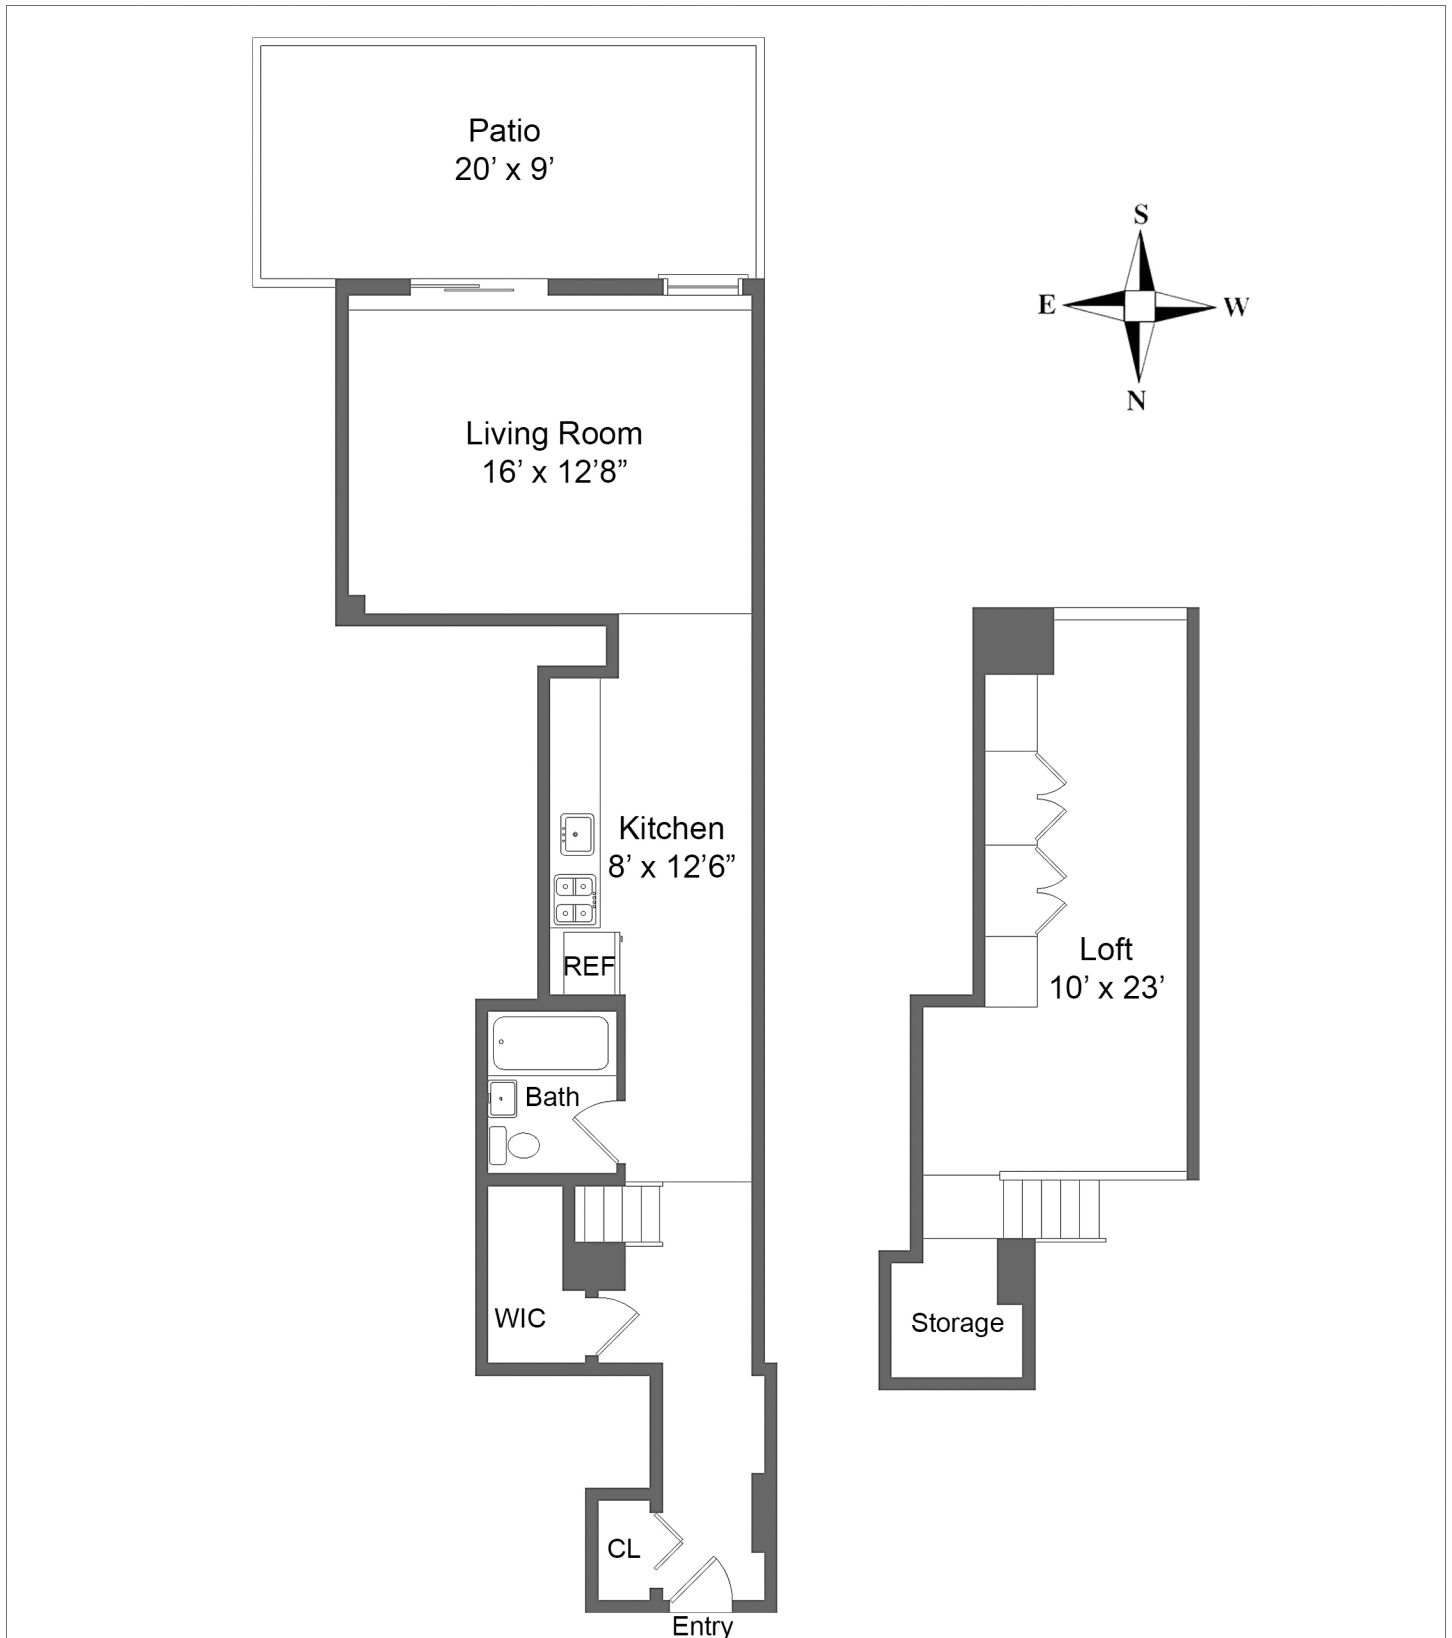 Patio
20’ x 9’
S
E
W
N
Living Room
16’ x 12’8”
Kitchen
8’ x 12’6”
REF
Loft
10’ x 23’
Bath
WIC
Storage
CL
Entry